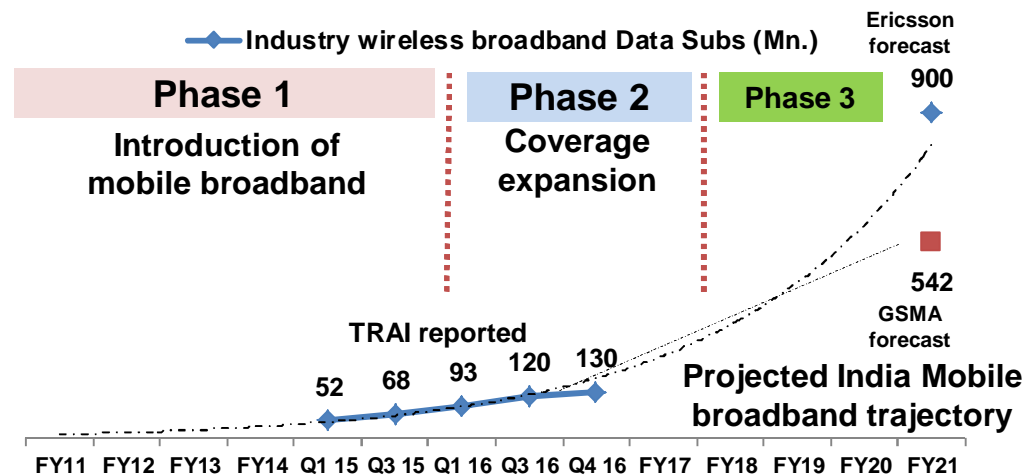 Industry wireless broadband Data Subs (Mn.)
Ericsson
forecast
900
Phase 1
Phase 2
Phase 3
Introduction of
mobile broadband
Coverage
expansion
542
GSMA
forecast
TRAI reported
52
68
93
120
130
Projected India Mobile
broadband trajectory
FY11 FY12 FY13 FY14 Q1 15 Q3 15 Q1 16 Q3 16 Q4 16 FY17 FY18 FY19 FY20 FY21